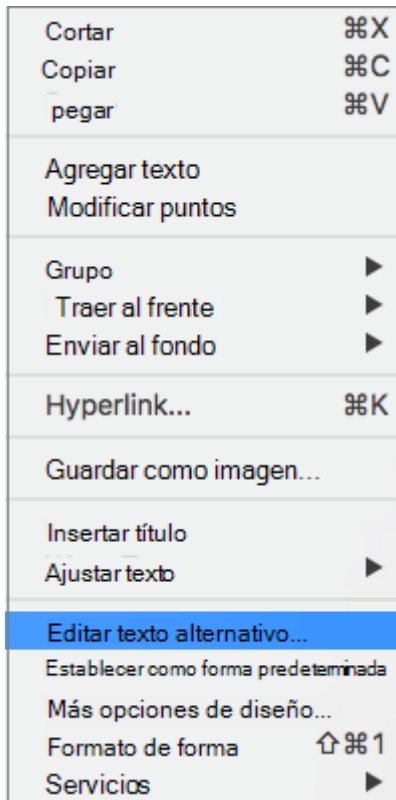 Cortar ⌘X
Copiar ⌘C
pegar ⌘V
Agregar texto
Modificar puntos
Grupo ▶
Traer al frente ▶
Enviar al fondo ▶
Hyperlink... ⌘K
Guardar como imagen...
Insertar título
Ajustar texto ▶
Editar texto alternativo...
Establecer como forma predeterminada
Más opciones de diseño...
Formato de forma ⇧⌘1
Servicios ▶